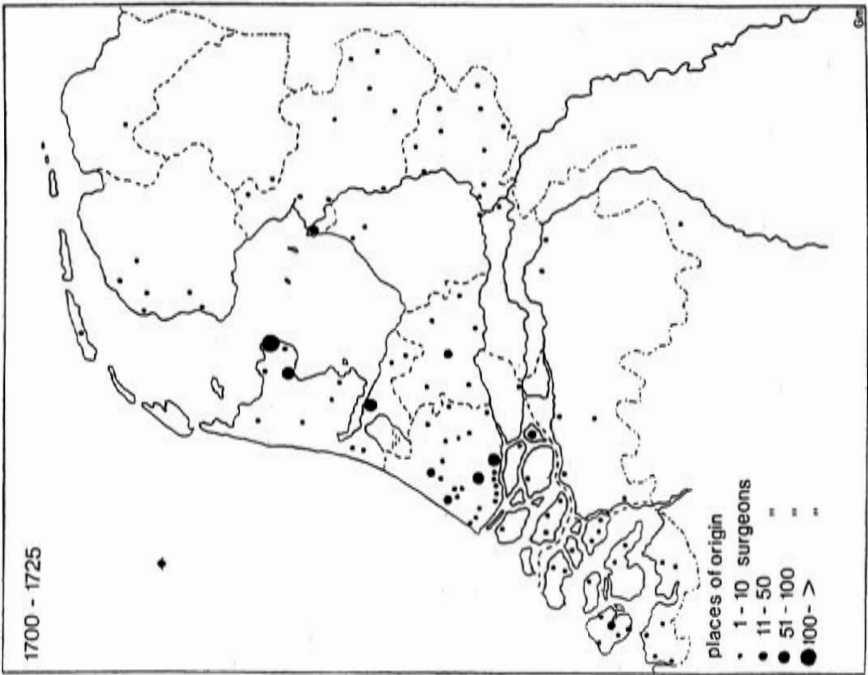 1700 - 1725
places of origin
1 - 10 surgeons
11 - 50 "
51 - 100 "
100 - > "